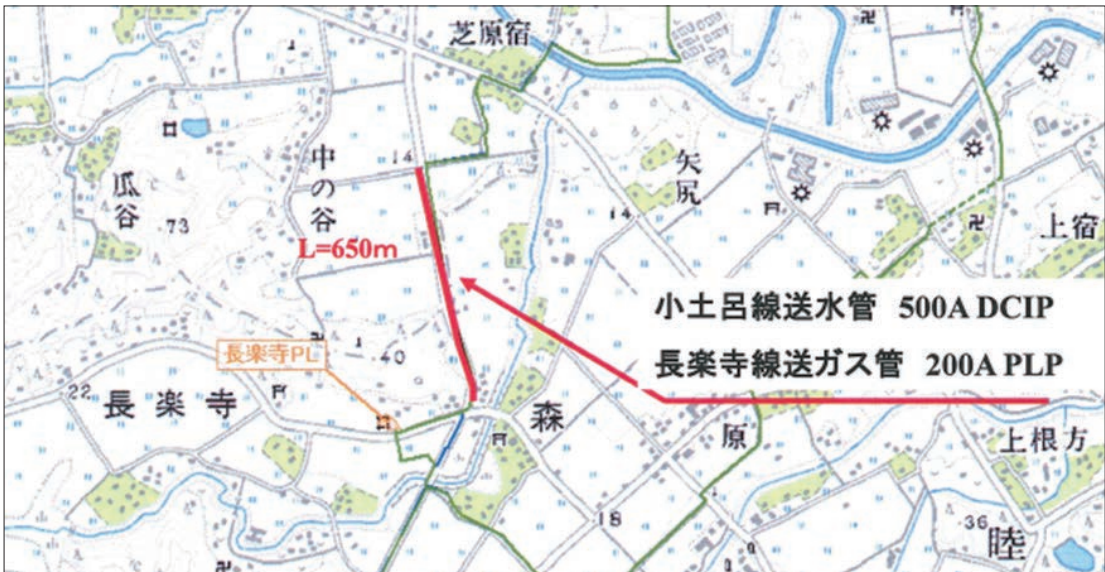 芝原宿
14
中の谷
瓜谷
73
矢尻
14
上宿
L=650m
小土呂線送水管 500A DCIP
長楽寺線送ガス管 200A PLP
長楽寺PL
40
22
長楽寺
森
原
上根方
18
36
陸